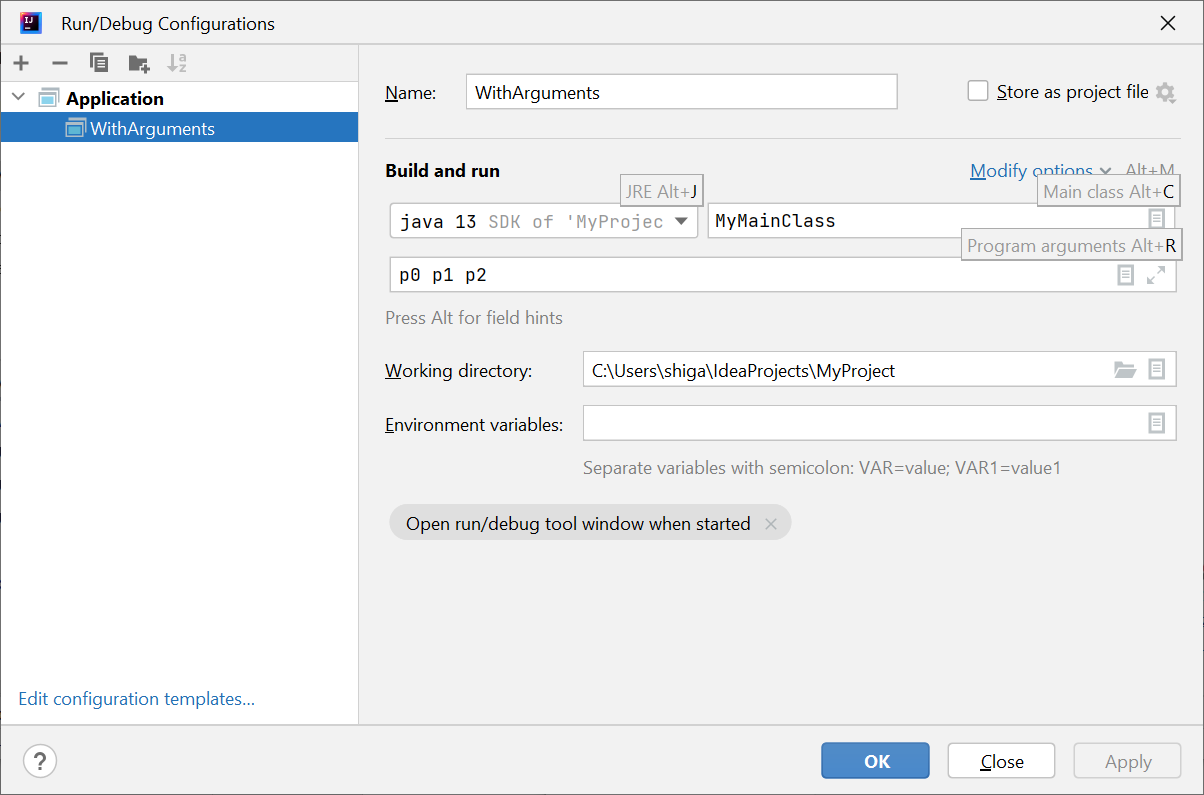 Run/Debug Configurations
Application
WithArguments
Name: WithArguments
Store as project file
Build and run
Modify options Alt+M
JRE Alt+J
Main class Alt+C
java 13 SDK of 'MyProjec
MyMainClass
Program arguments Alt+R
p0 p1 p2
Press Alt for field hints
Working directory: C:\Users\shiga\IdeaProjects\MyProject
Environment variables:
Separate variables with semicolon: VAR=value; VAR1=value1
Open run/debug tool window when started
Edit configuration templates...
? OK Close Apply